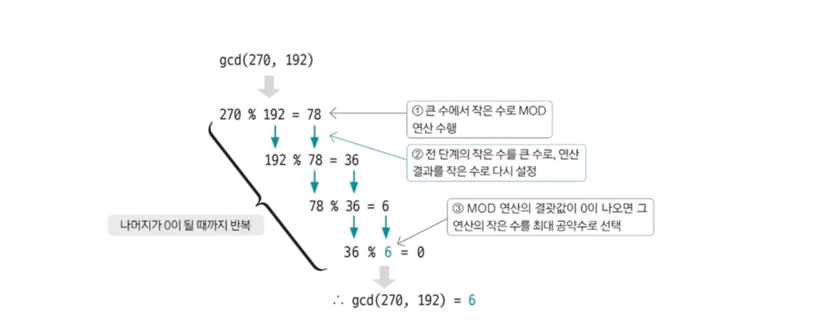 gcd(270, 192)
270 % 192 = 78
① 큰 수에서 작은 수로 MOD
연산 수행
192 % 78 = 36
② 전 단계의 작은 수를 큰 수로, 연산
결과를 작은 수로 다시 설정
78 % 36 = 6
③ MOD 연산의 결괏값이 0이 나오면 그
연산의 작은 수를 최대 공약수로 선택
나머지가 0이 될 때까지 반복
36 % 6 = 0
∴ gcd(270, 192) = 6